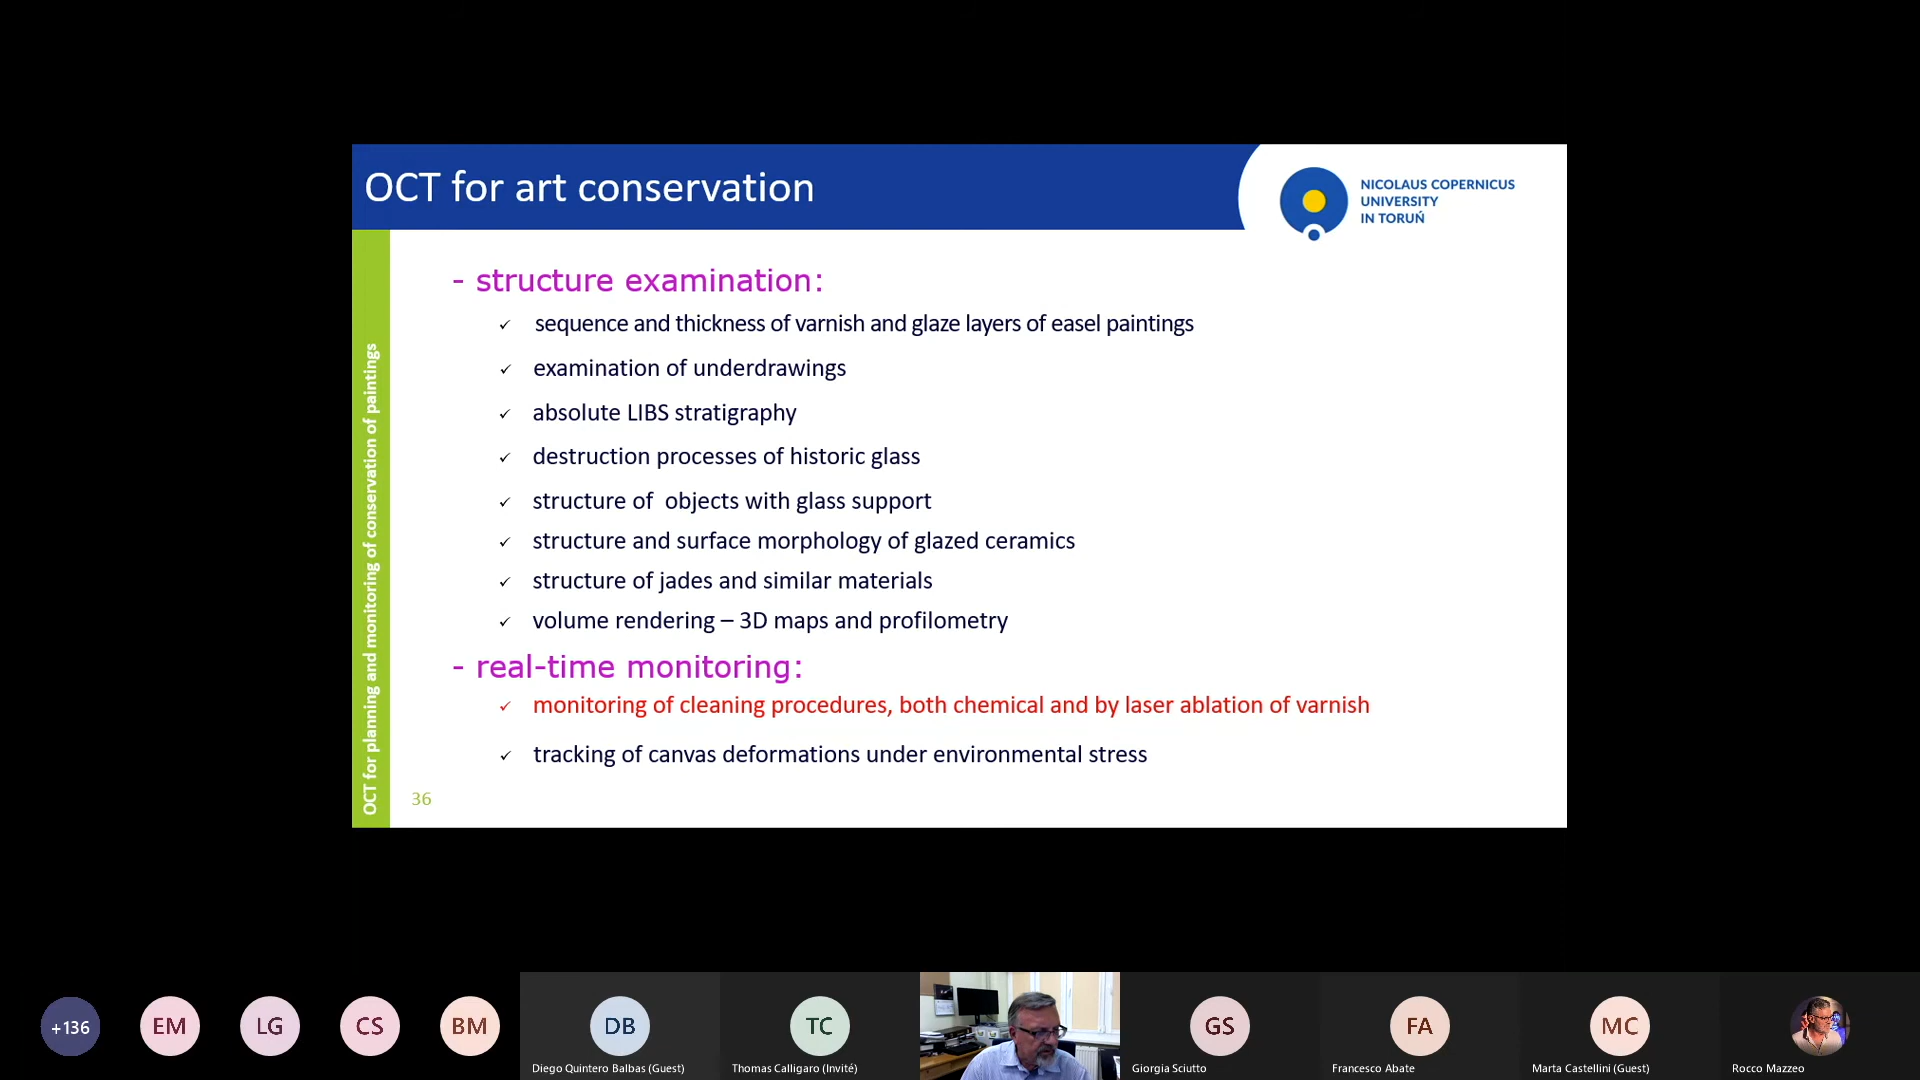 OCT for art conservation
NICOLAUS COPERNICUS
UNIVERSITY
IN TORUŃ
OCT for planning and monitoring of conservation of paintings
- structure examination:
✓ sequence and thickness of varnish and glaze layers of easel paintings
✓ examination of underdrawings
✓ absolute LIBS stratigraphy
✓ destruction processes of historic glass
✓ structure of objects with glass support
✓ structure and surface morphology of glazed ceramics
✓ structure of jades and similar materials
✓ volume rendering – 3D maps and profilometry
- real-time monitoring:
✓ monitoring of cleaning procedures, both chemical and by laser ablation of varnish
✓ tracking of canvas deformations under environmental stress
36
+136
EM
LG
CS
BM
DB
Diego Quintero Balbas (Guest)
TC
Thomas Calligaro (Invité)
GS
Giorgia Sciutto
FA
Francesco Abate
MC
Marta Castellini (Guest)
Rocco Mazzeo